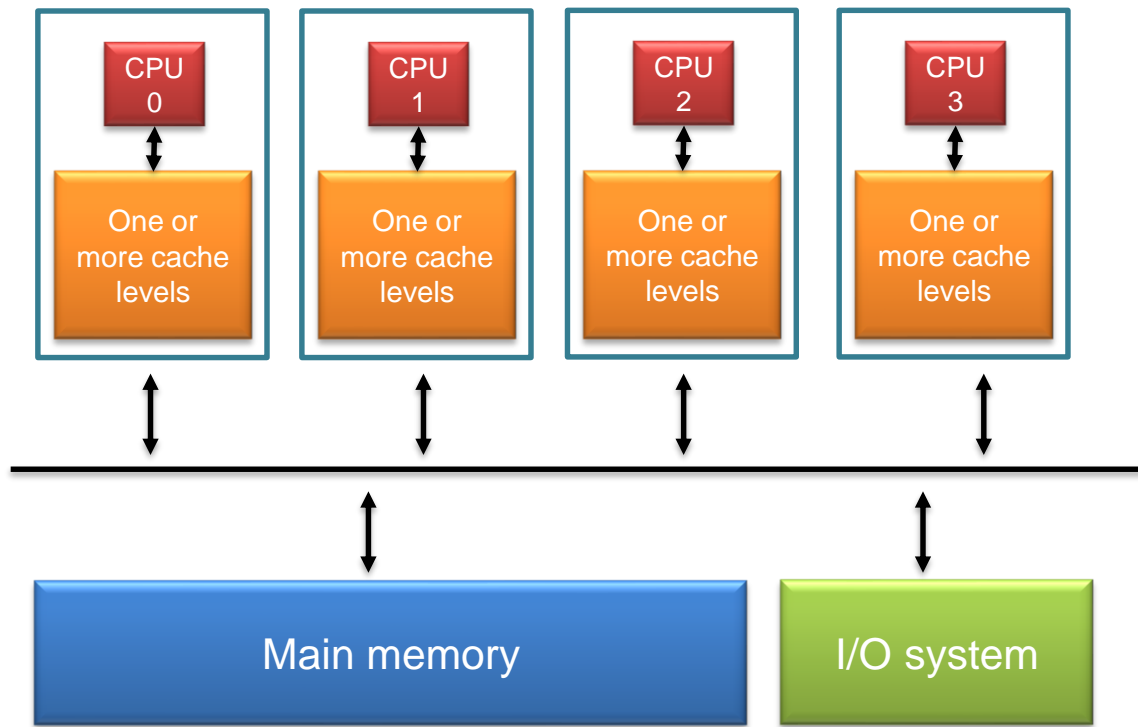 CPU
0
CPU
1
CPU
2
CPU
3
One or
more cache
levels
One or
more cache
levels
One or
more cache
levels
One or
more cache
levels
Main memory
I/O system